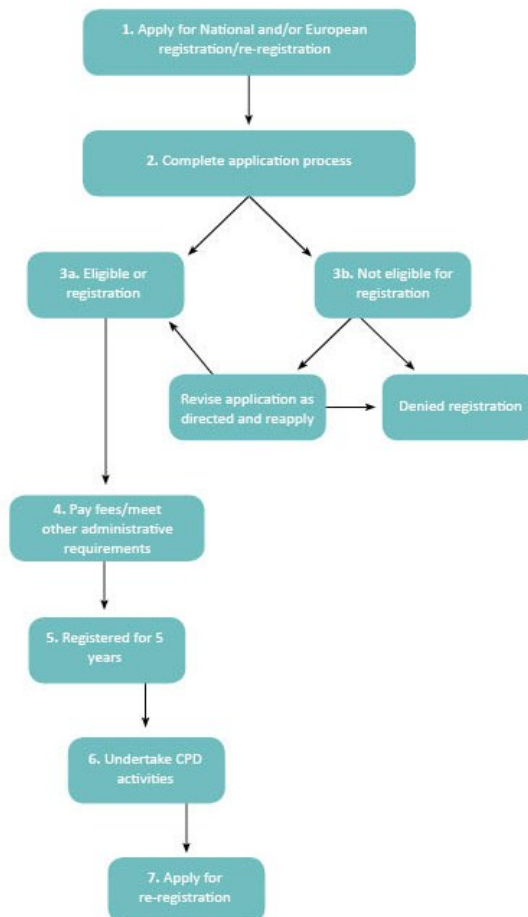 1. Apply for National and/or European
registration/re-registration
2. Complete application process
3a. Eligible or
registration
3b. Not eligible for
registration
Revise application as
directed and reapply
Denied registration
4. Pay fees/meet
other administrative
requirements
5. Registered for 5
years
6. Undertake CPD
activities
7. Apply for
re-registration